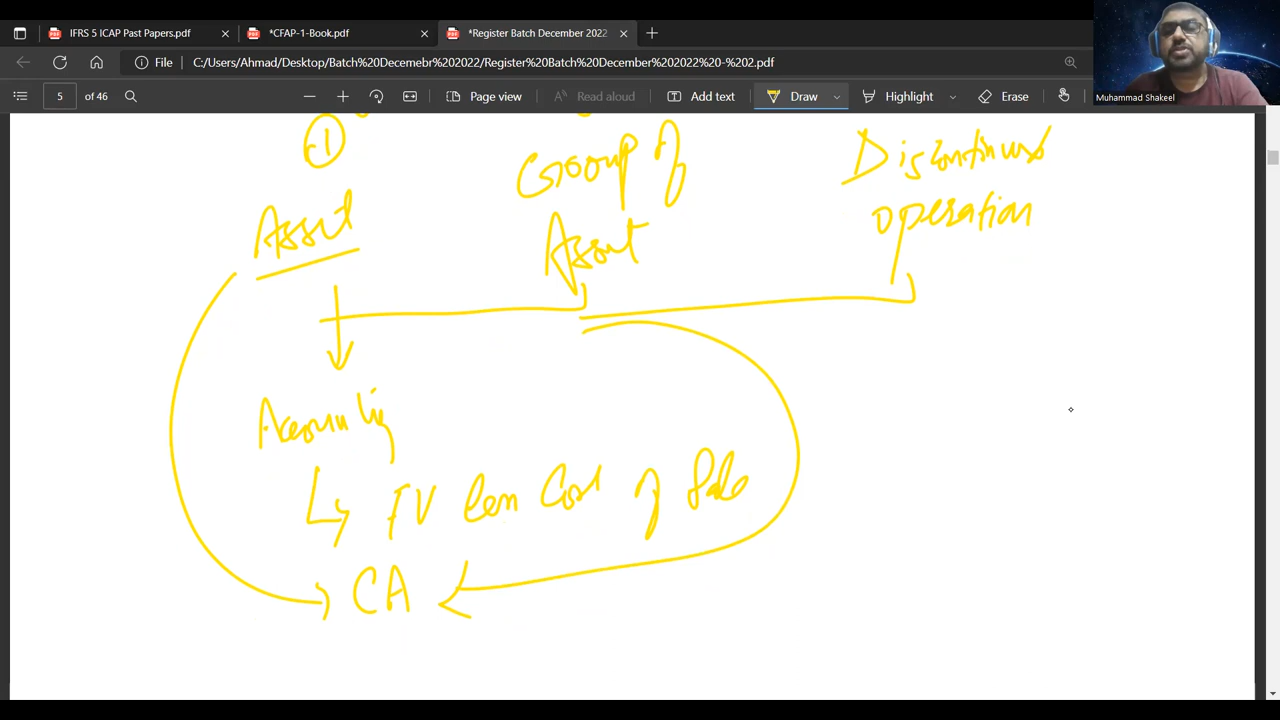 IFRS 5 ICAP Past Papers.pdf
*CFAP-1-Book.pdf
*Register Batch December 2022
File
C:/Users/Ahmad/Desktop/Batch%20Decemebr%202022/Register%20Batch%20December%202022%20-%202.pdf
5 of 46
Page view
Read aloud
Add text
Draw
Highlight
Erase
Muhammad Shakeel
1
Asset
Group of
Asset
Discontinued
operation
Accounting
FV less Cost of Sale
CA